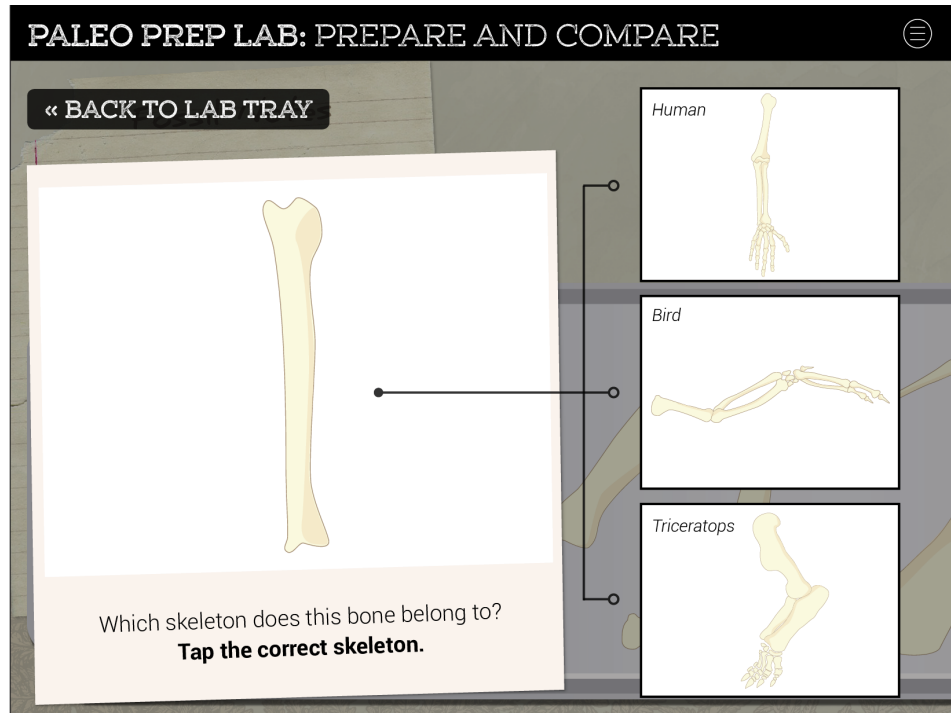 PALEO PREP LAB: PREPARE AND COMPARE
« BACK TO LAB TRAY
Human
Bird
Triceratops
Which skeleton does this bone belong to?
Tap the correct skeleton.